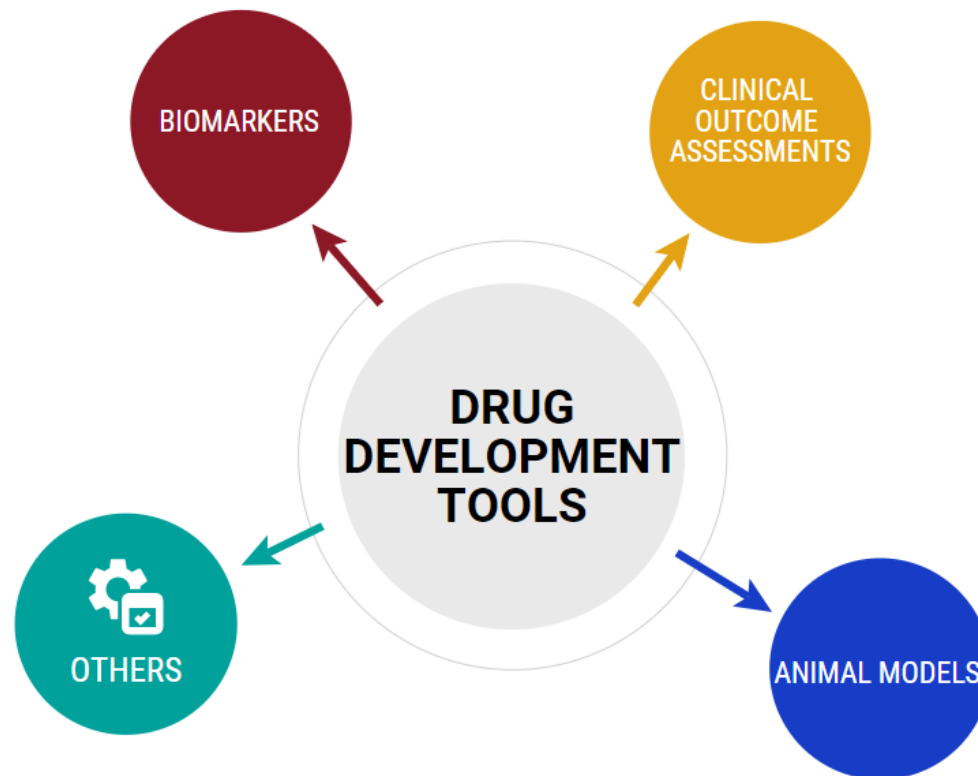 BIOMARKERS
CLINICAL
OUTCOME
ASSESSMENTS
DRUG
DEVELOPMENT
TOOLS
OTHERS
ANIMAL MODELS